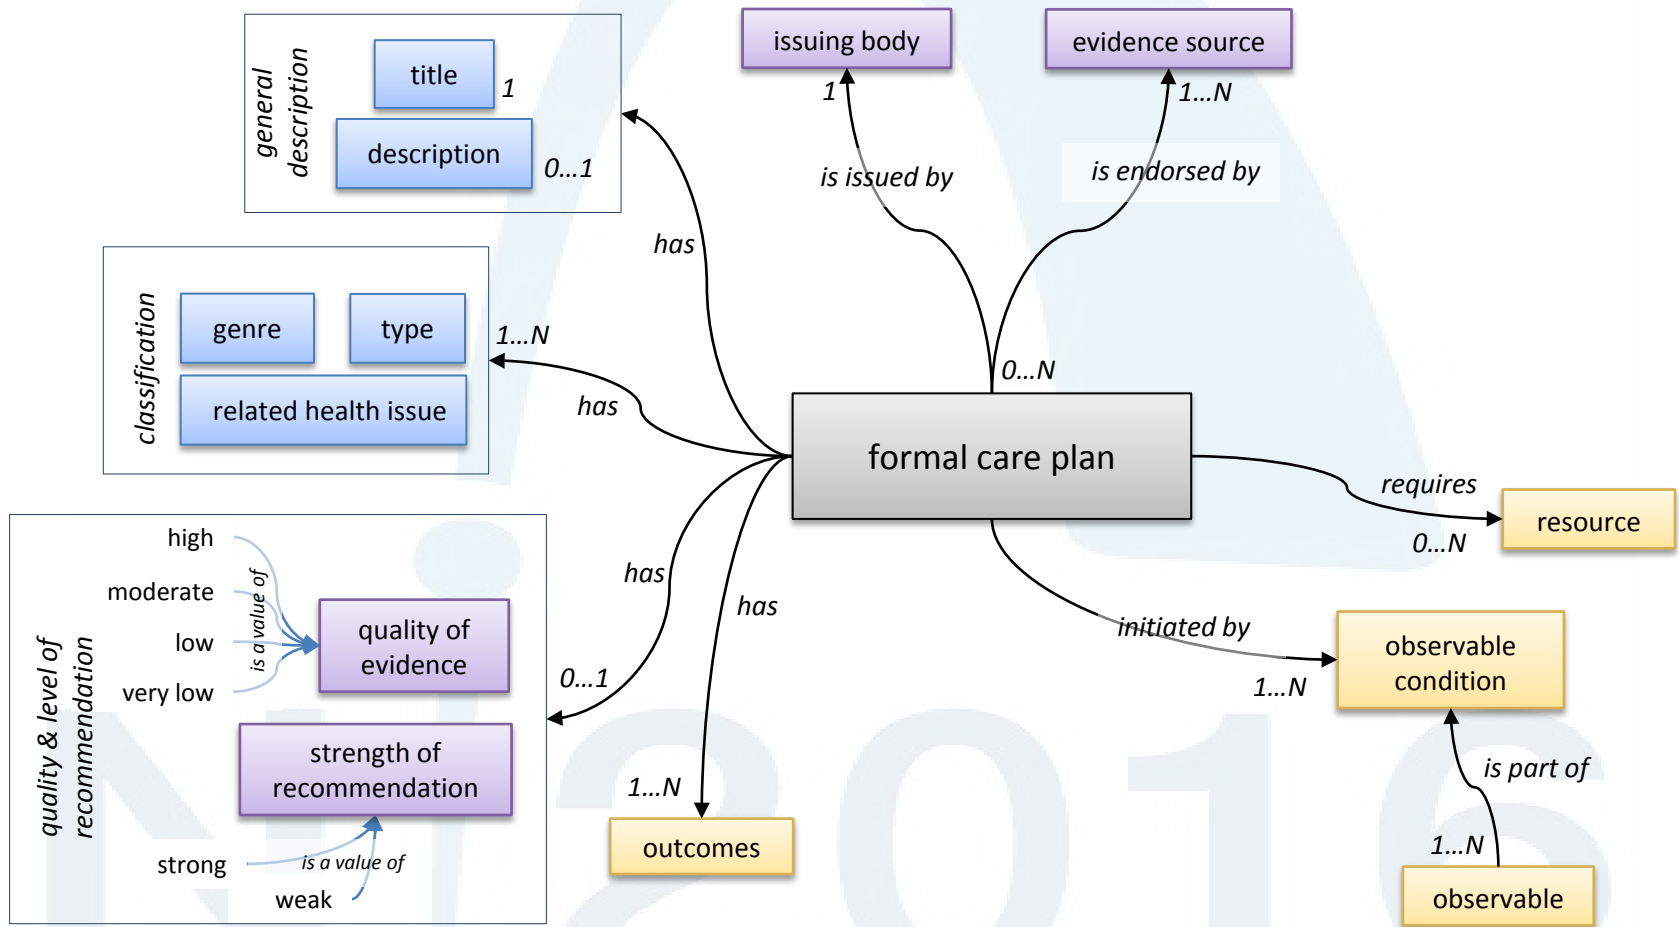 general
description
title
1
description
0...1
issuing body
1
is issued by
evidence source
1...N
is endorsed by
has
classification
genre
type
related health issue
1...N
has
0...N
formal care plan
requires
0...N
resource
initiated by
1...N
observable
condition
is part of
1...N
observable
has
1...N
outcomes
has
0...1
quality & level of
recommendation
high
moderate
low
very low
is a value of
quality of
evidence
strength of
recommendation
strong
is a value of
weak
Ni2016